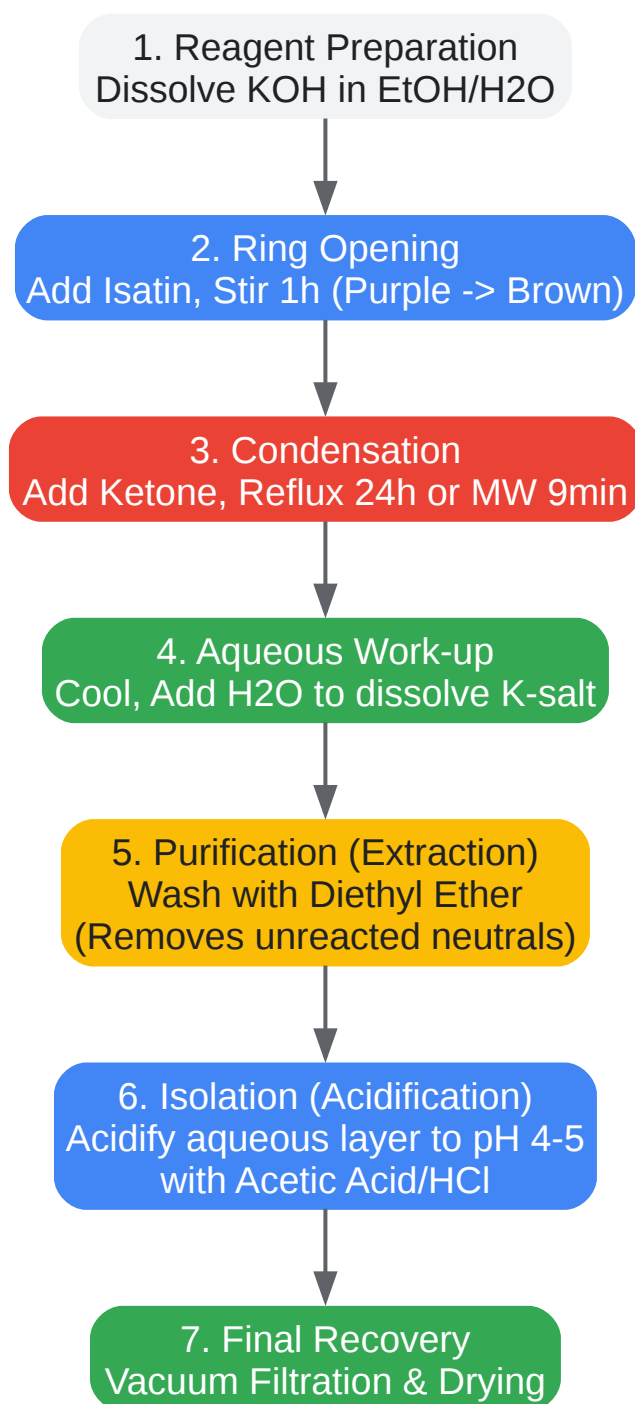 1. Reagent Preparation
Dissolve KOH in EtOH/H2O
2. Ring Opening
Add Isatin, Stir 1h (Purple -> Brown)
3. Condensation
Add Ketone, Reflux 24h or MW 9min
4. Aqueous Work-up
Cool, Add H2O to dissolve K-salt
5. Purification (Extraction)
Wash with Diethyl Ether
(Removes unreacted neutrals)
6. Isolation (Acidification)
Acidify aqueous layer to pH 4-5
with Acetic Acid/HCl
7. Final Recovery
Vacuum Filtration & Drying